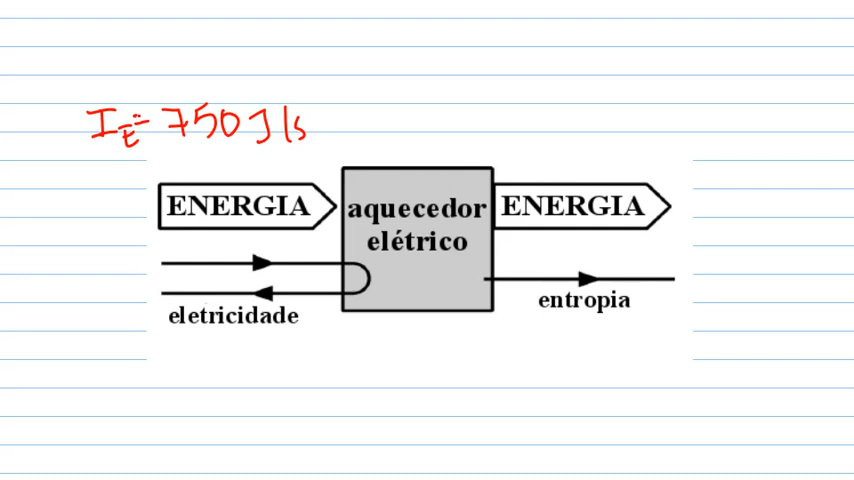 I_E = 750 J/s
ENERGIA
aquecedor elétrico
ENERGIA
eletricidade
entropia